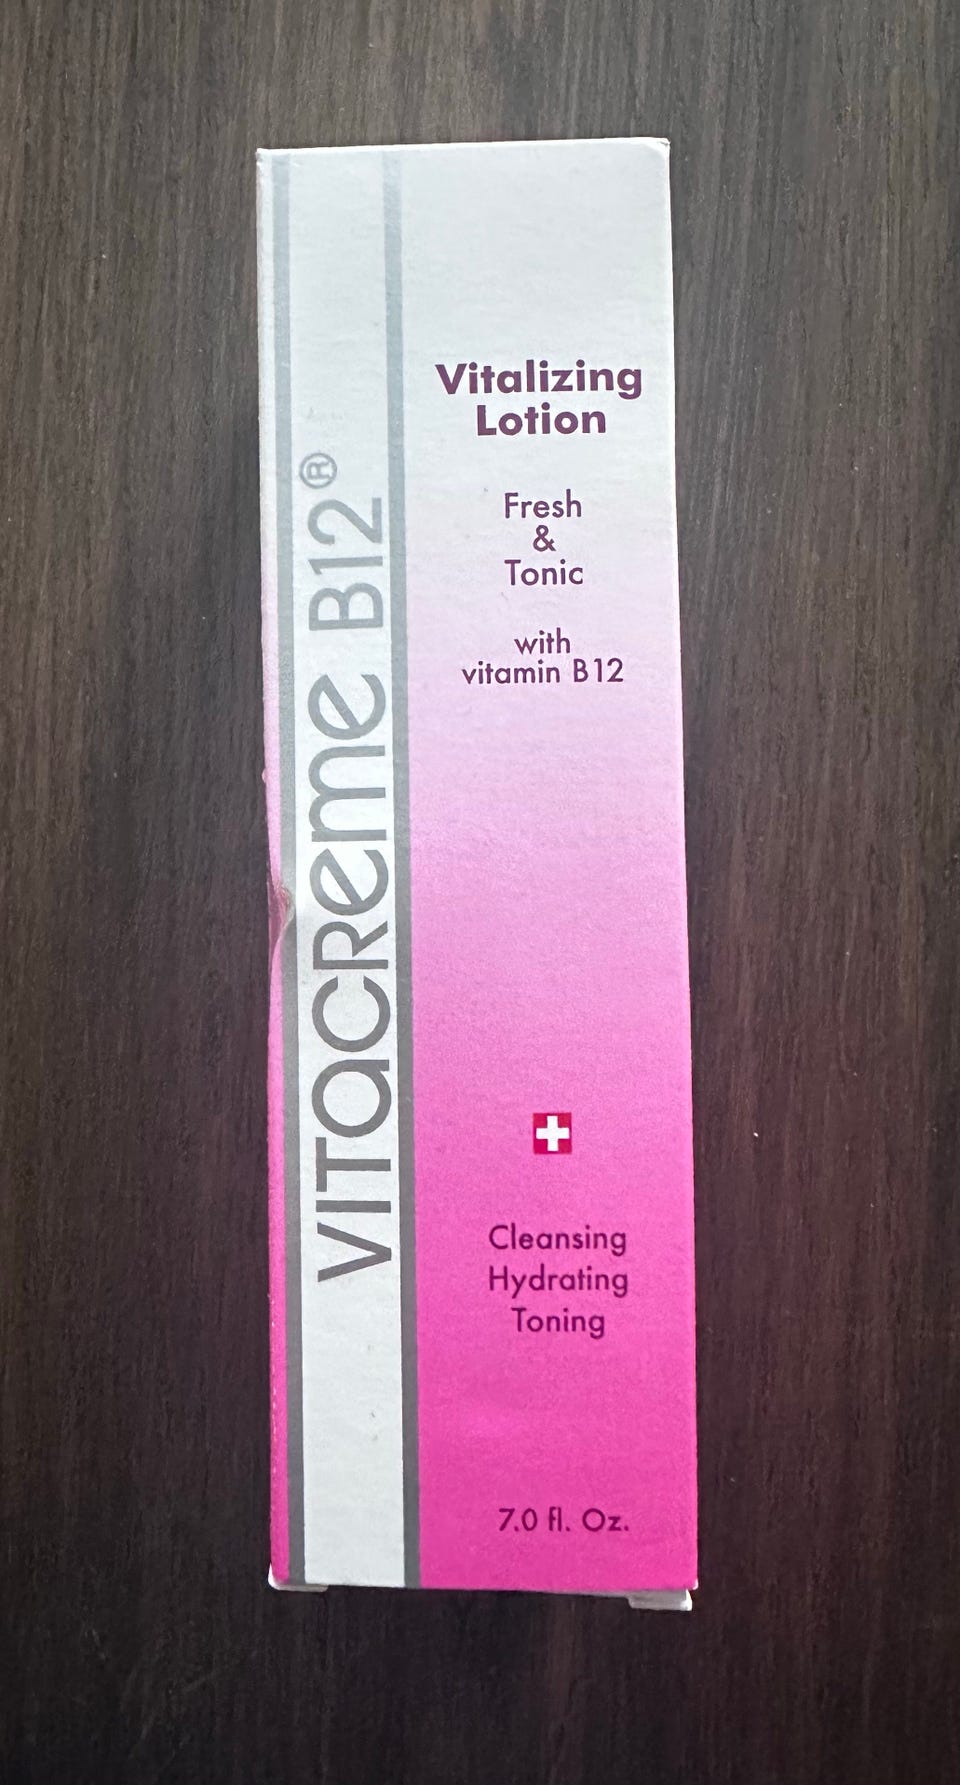 VITACREME B12®
Vitalizing
Lotion
Fresh
&
Tonic
with
vitamin B12
Cleansing
Hydrating
Toning
7.0 fl. Oz.